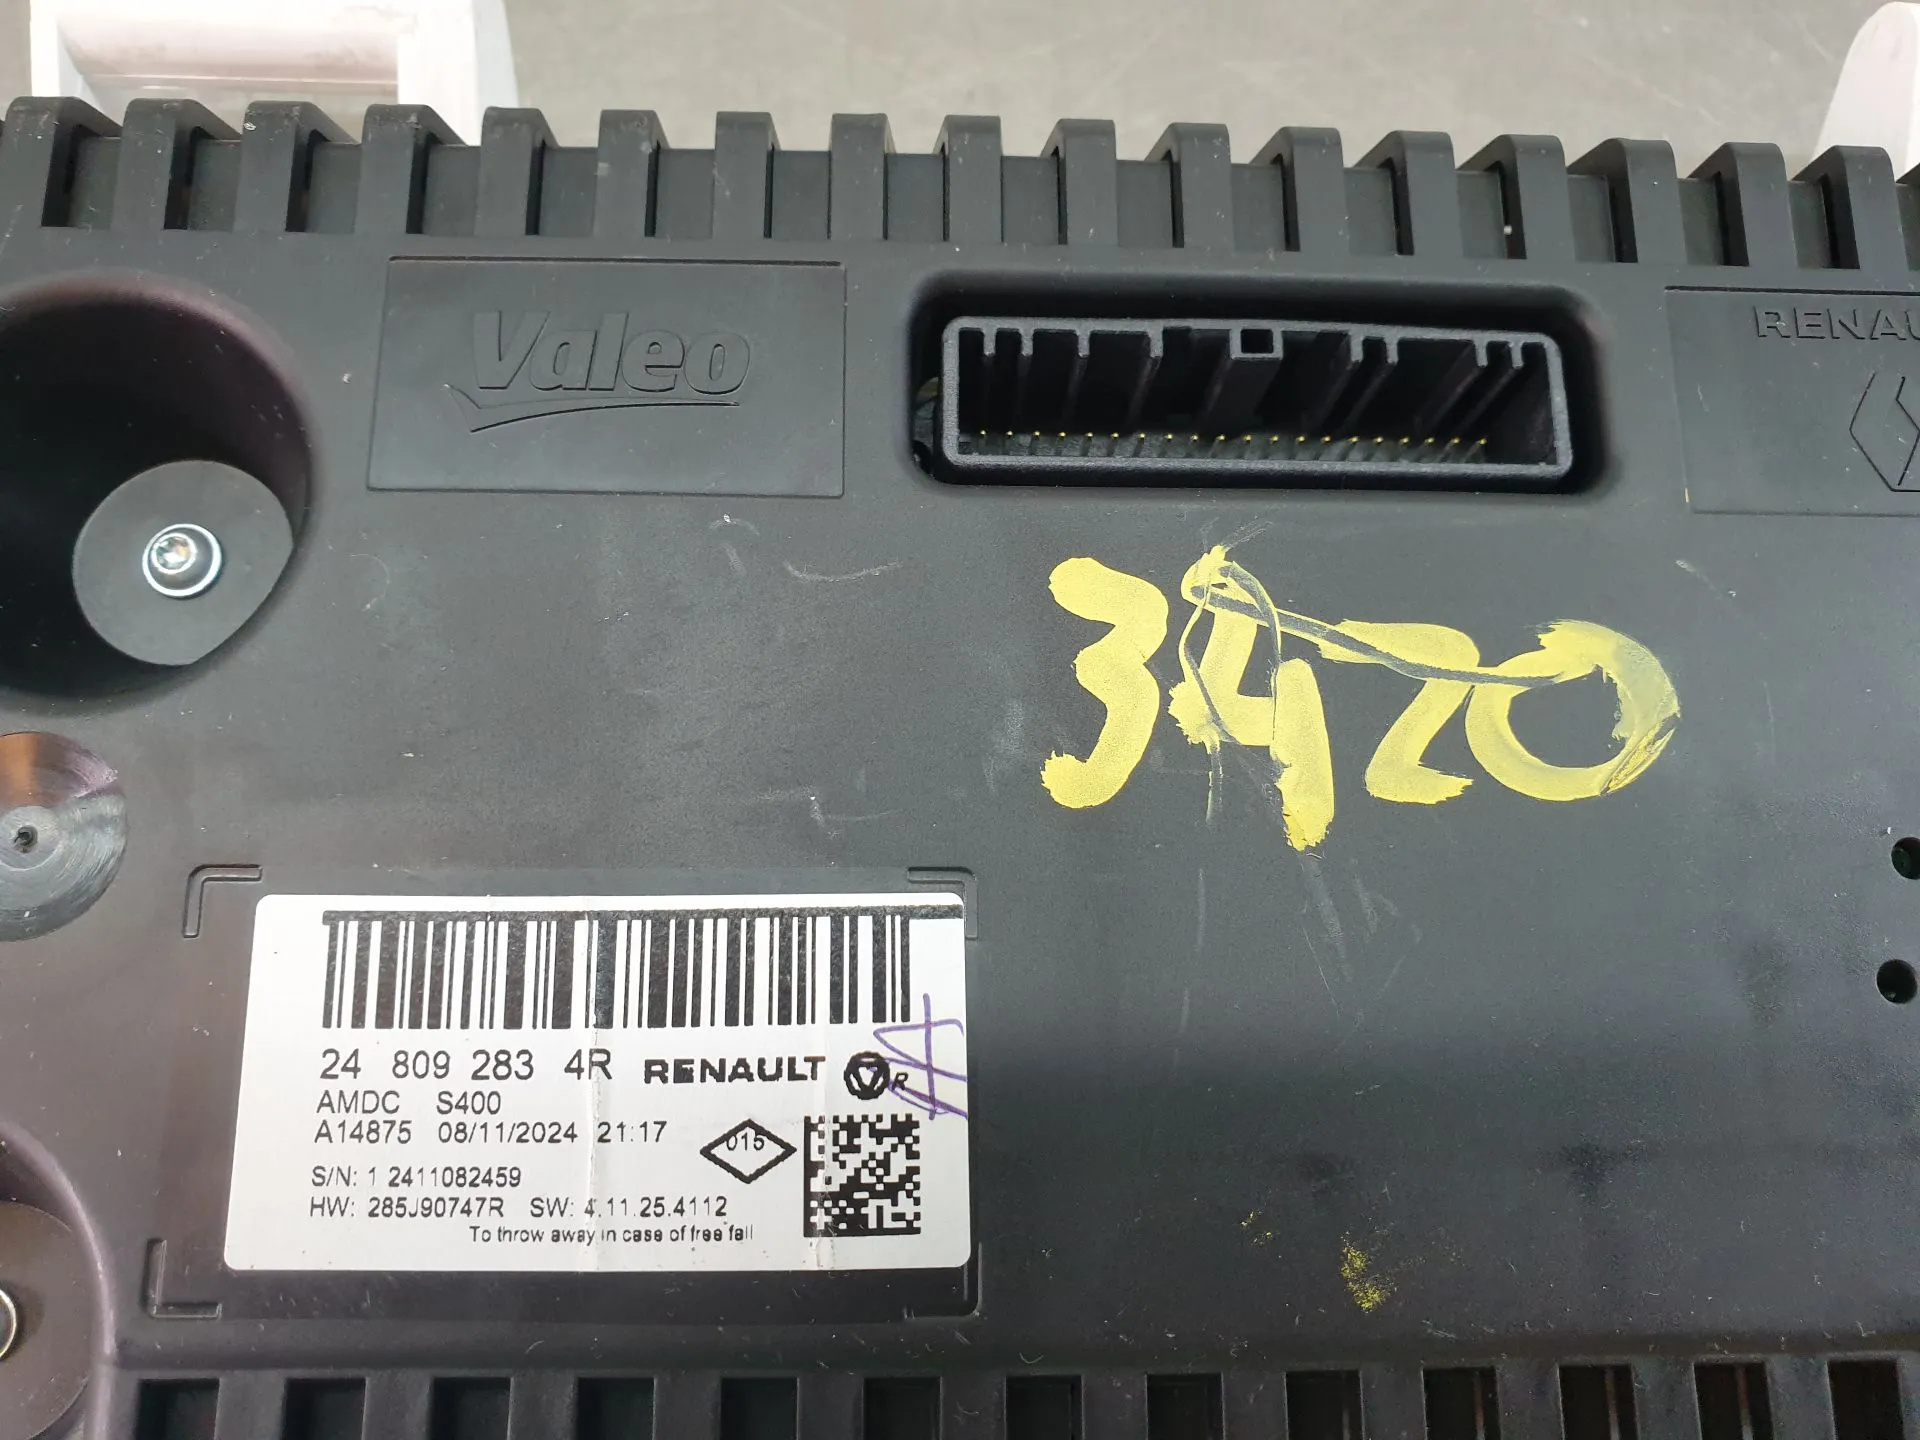 Valeo
RENAU
3420
24 809 283 4R RENAULT R
AMDC S400
A14875 08/11/2024 21:17
015
S/N: 1 2411082459
HW: 285J90747R SW: 4.11.25.4112
To throw away in case of free fall